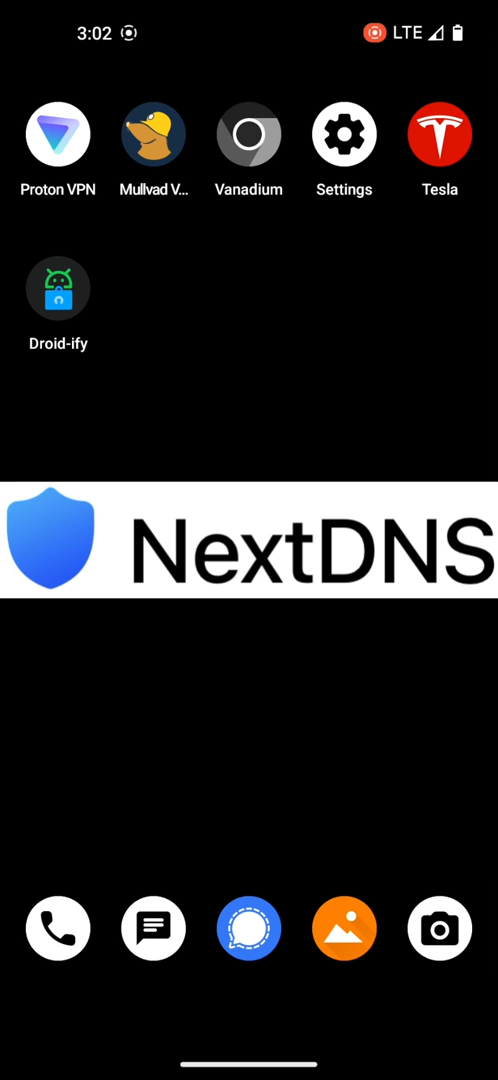 3:02 LTE
Proton VPN Mullvad V... Vanadium Settings Tesla
Droid-ify
NextDNS